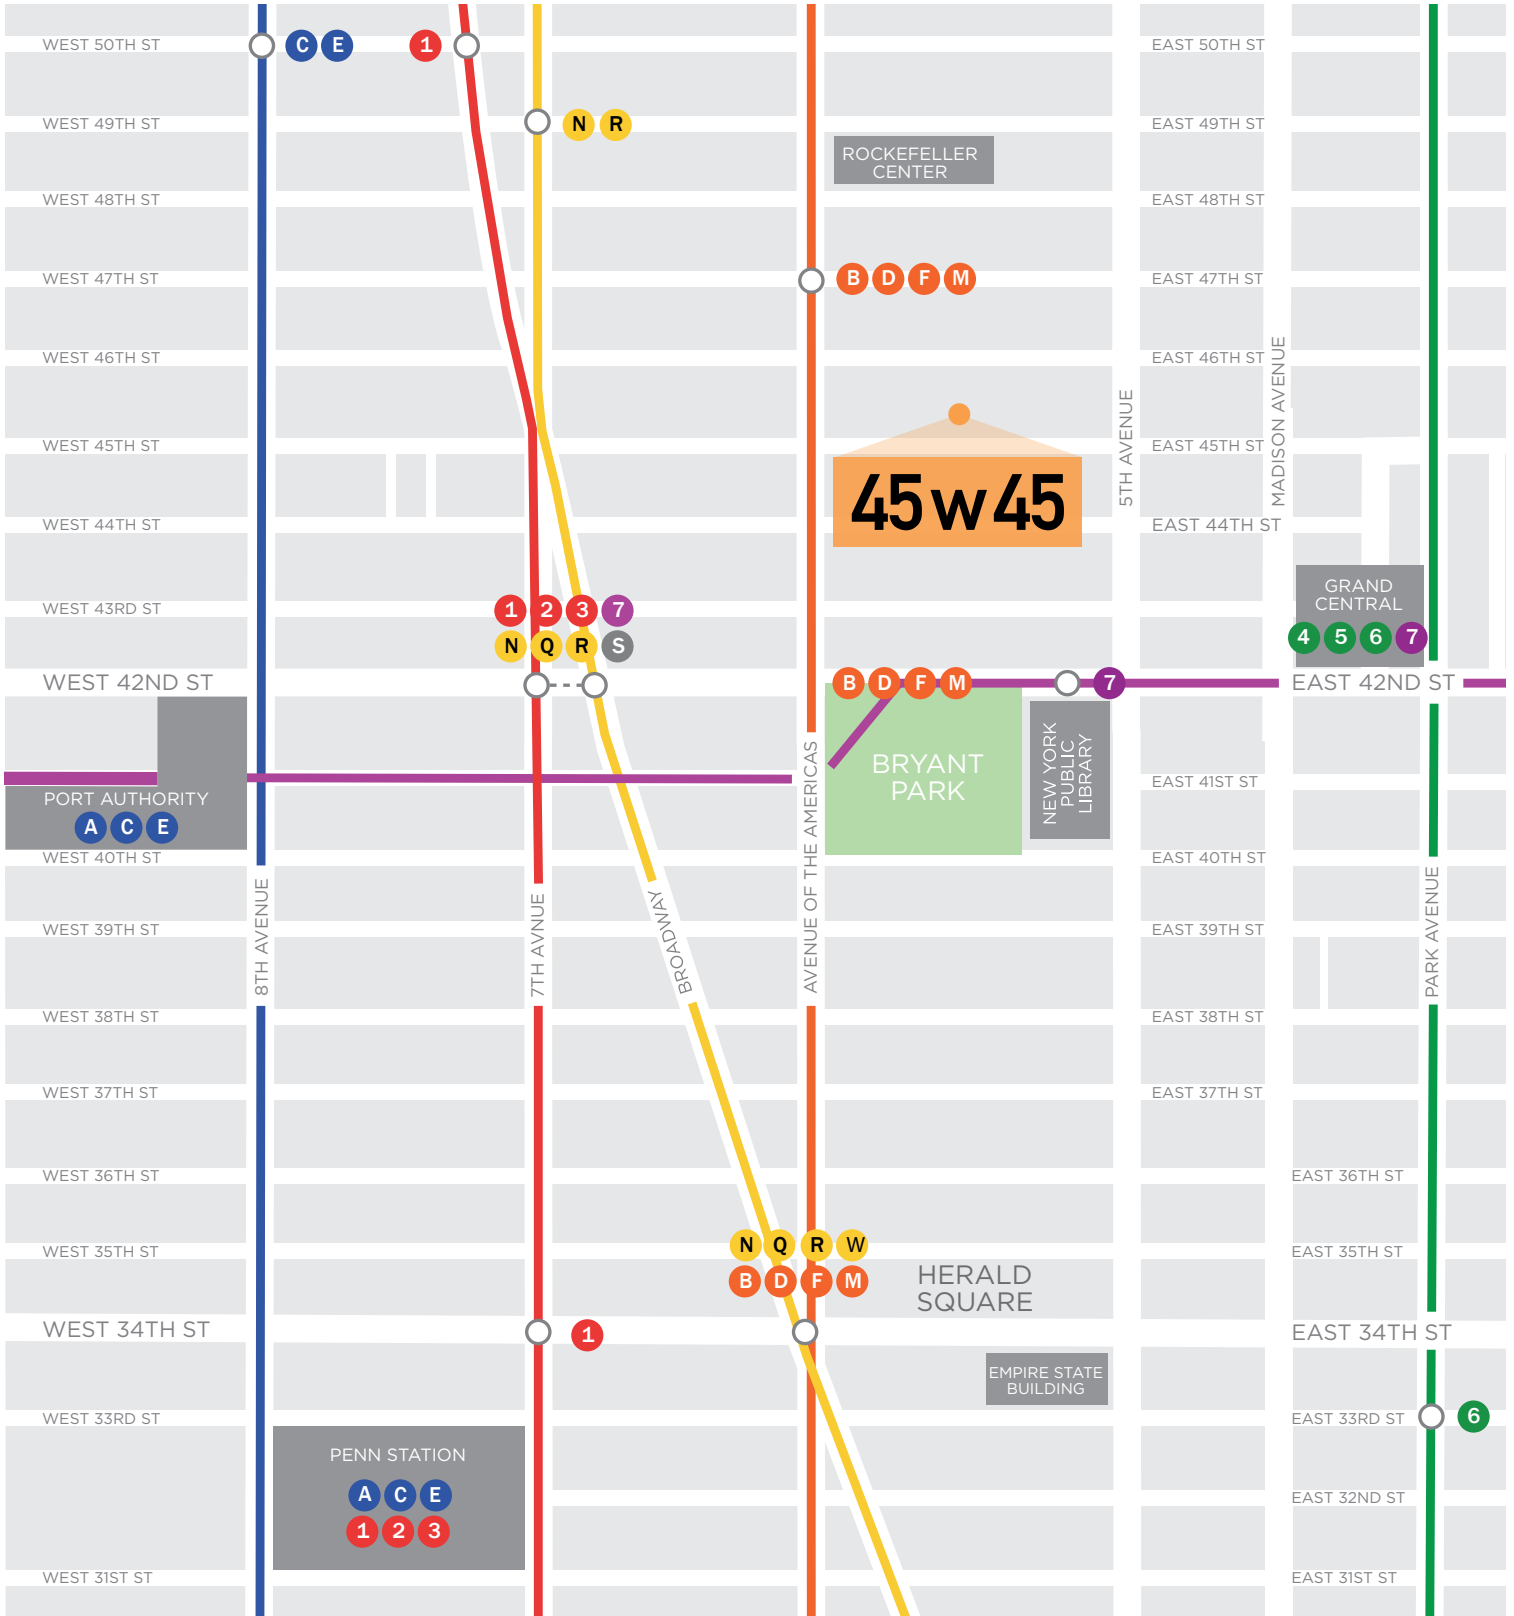 WEST 50TH ST
C E
1
EAST 50TH ST
WEST 49TH ST
N R
EAST 49TH ST
ROCKEFELLER
CENTER
WEST 48TH ST
EAST 48TH ST
WEST 47TH ST
B D F M
EAST 47TH ST
WEST 46TH ST
EAST 46TH ST
MADISON AVENUE
5TH AVENUE
WEST 45TH ST
EAST 45TH ST
45 w 45
WEST 44TH ST
EAST 44TH ST
GRAND
CENTRAL
4 5 6 7
WEST 43RD ST
1 2 3 7
N Q R S
WEST 42ND ST
B D F M
7
EAST 42ND ST
BRYANT
PARK
NEW YORK
PUBLIC
LIBRARY
EAST 41ST ST
PORT AUTHORITY
A C E
WEST 40TH ST
EAST 40TH ST
8TH AVENUE
7TH AVNUE
BROADWAY
AVENUE OF THE AMERICAS
PARK AVENUE
WEST 39TH ST
EAST 39TH ST
WEST 38TH ST
EAST 38TH ST
WEST 37TH ST
EAST 37TH ST
WEST 36TH ST
EAST 36TH ST
WEST 35TH ST
N Q R W
B D F M
EAST 35TH ST
HERALD
SQUARE
WEST 34TH ST
1
EAST 34TH ST
EMPIRE STATE
BUILDING
WEST 33RD ST
EAST 33RD ST
6
PENN STATION
A C E
1 2 3
EAST 32ND ST
WEST 31ST ST
EAST 31ST ST